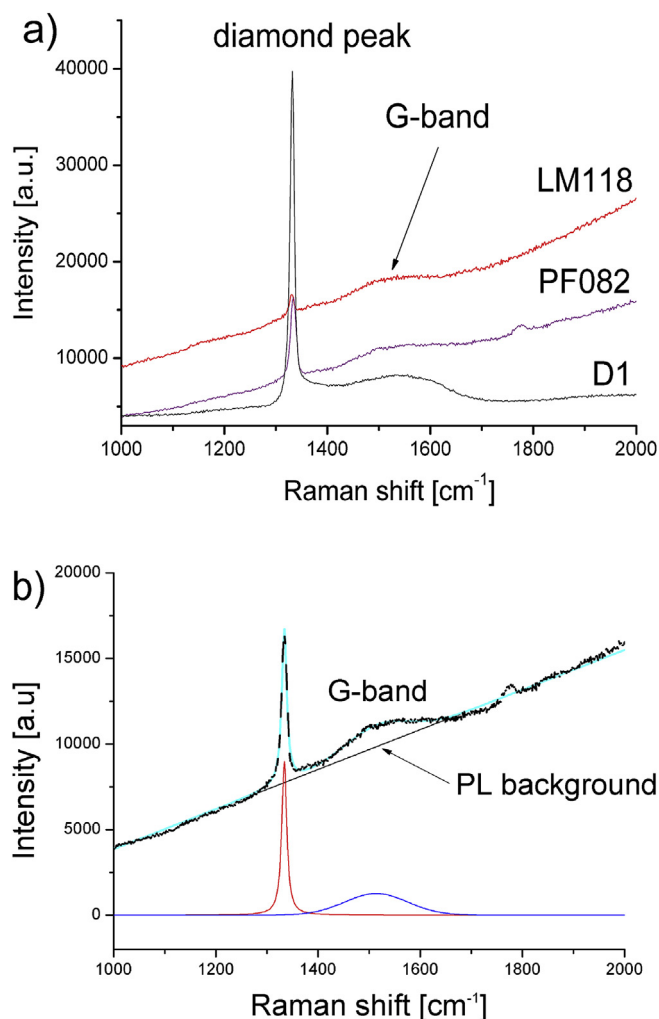 a)
diamond peak
G-band
LM118
PF082
D1
Intensity [a.u.]
40000
30000
20000
10000
1000 1200 1400 1600 1800 2000
Raman shift [cm⁻¹]
b)
G-band
PL background
Intensity [a.u]
20000
15000
10000
5000
0
1000 1200 1400 1600 1800 2000
Raman shift [cm⁻¹]